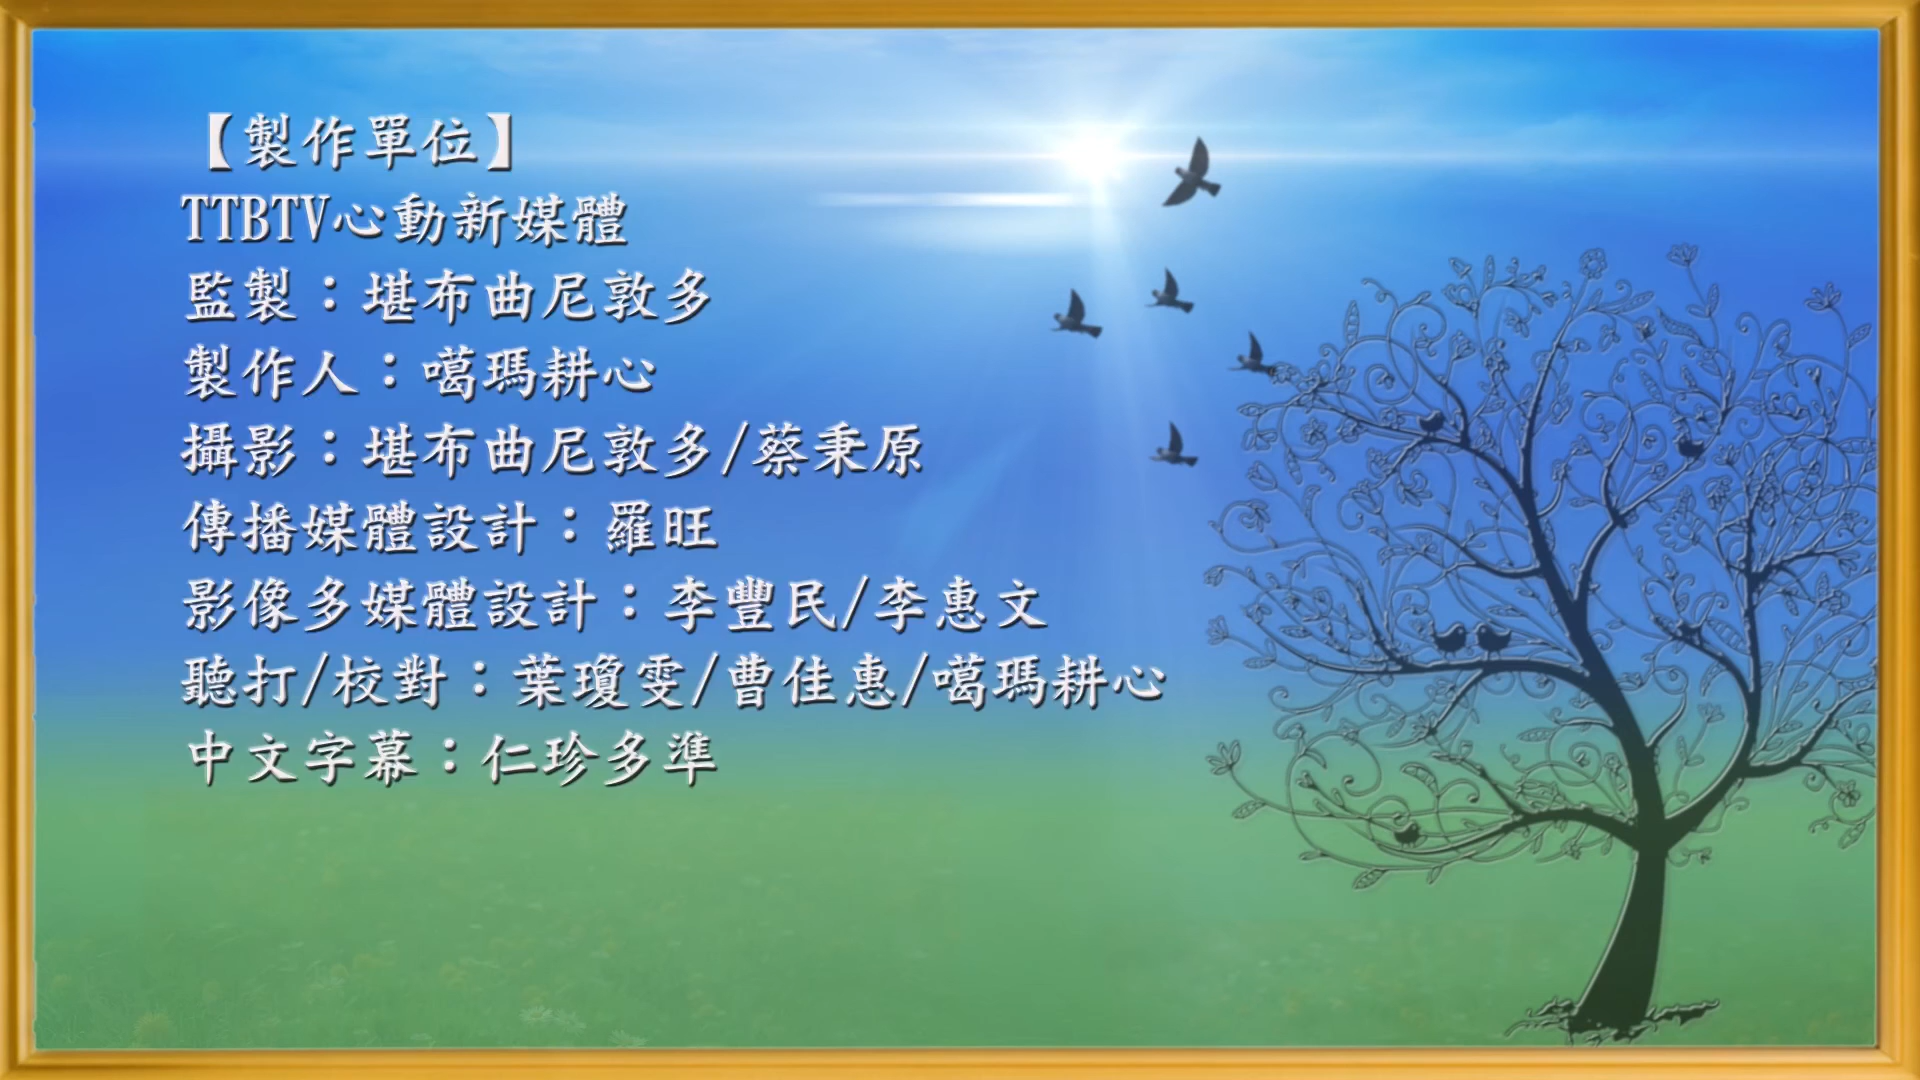 【製作單位】
TTBTV心動新媒體
監製：堪布曲尼敦多
製作人：噶瑪耕心
攝影：堪布曲尼敦多/蔡秉原
傳播媒體設計：羅旺
影像多媒體設計：李豐民/李惠文
聽打/校對：葉瓊雯/曹佳惠/噶瑪耕心
中文字幕：仁珍多準